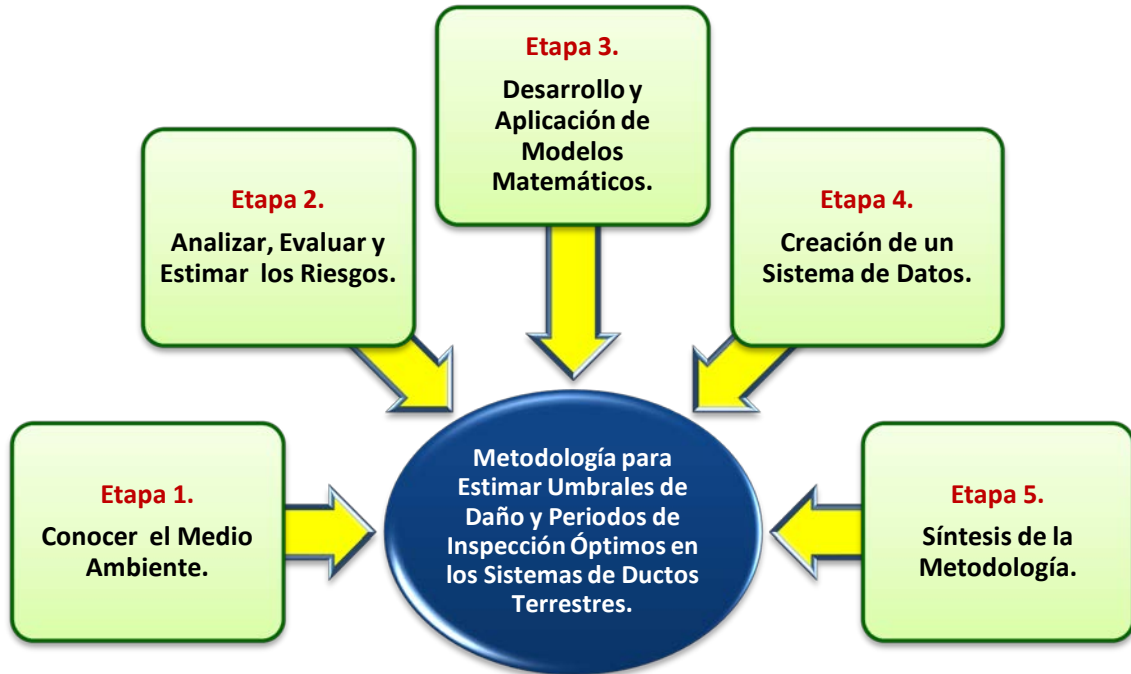 Etapa 1.
Conocer el Medio
Ambiente.
Etapa 2.
Analizar, Evaluar y
Estimar los Riesgos.
Etapa 3.
Desarrollo y
Aplicación de
Modelos
Matemáticos.
Etapa 4.
Creación de un
Sistema de Datos.
Etapa 5.
Síntesis de la
Metodología.
Metodología para
Estimar Umbrales de
Daño y Periodos de
Inspección Óptimos en
los Sistemas de Ductos
Terrestres.